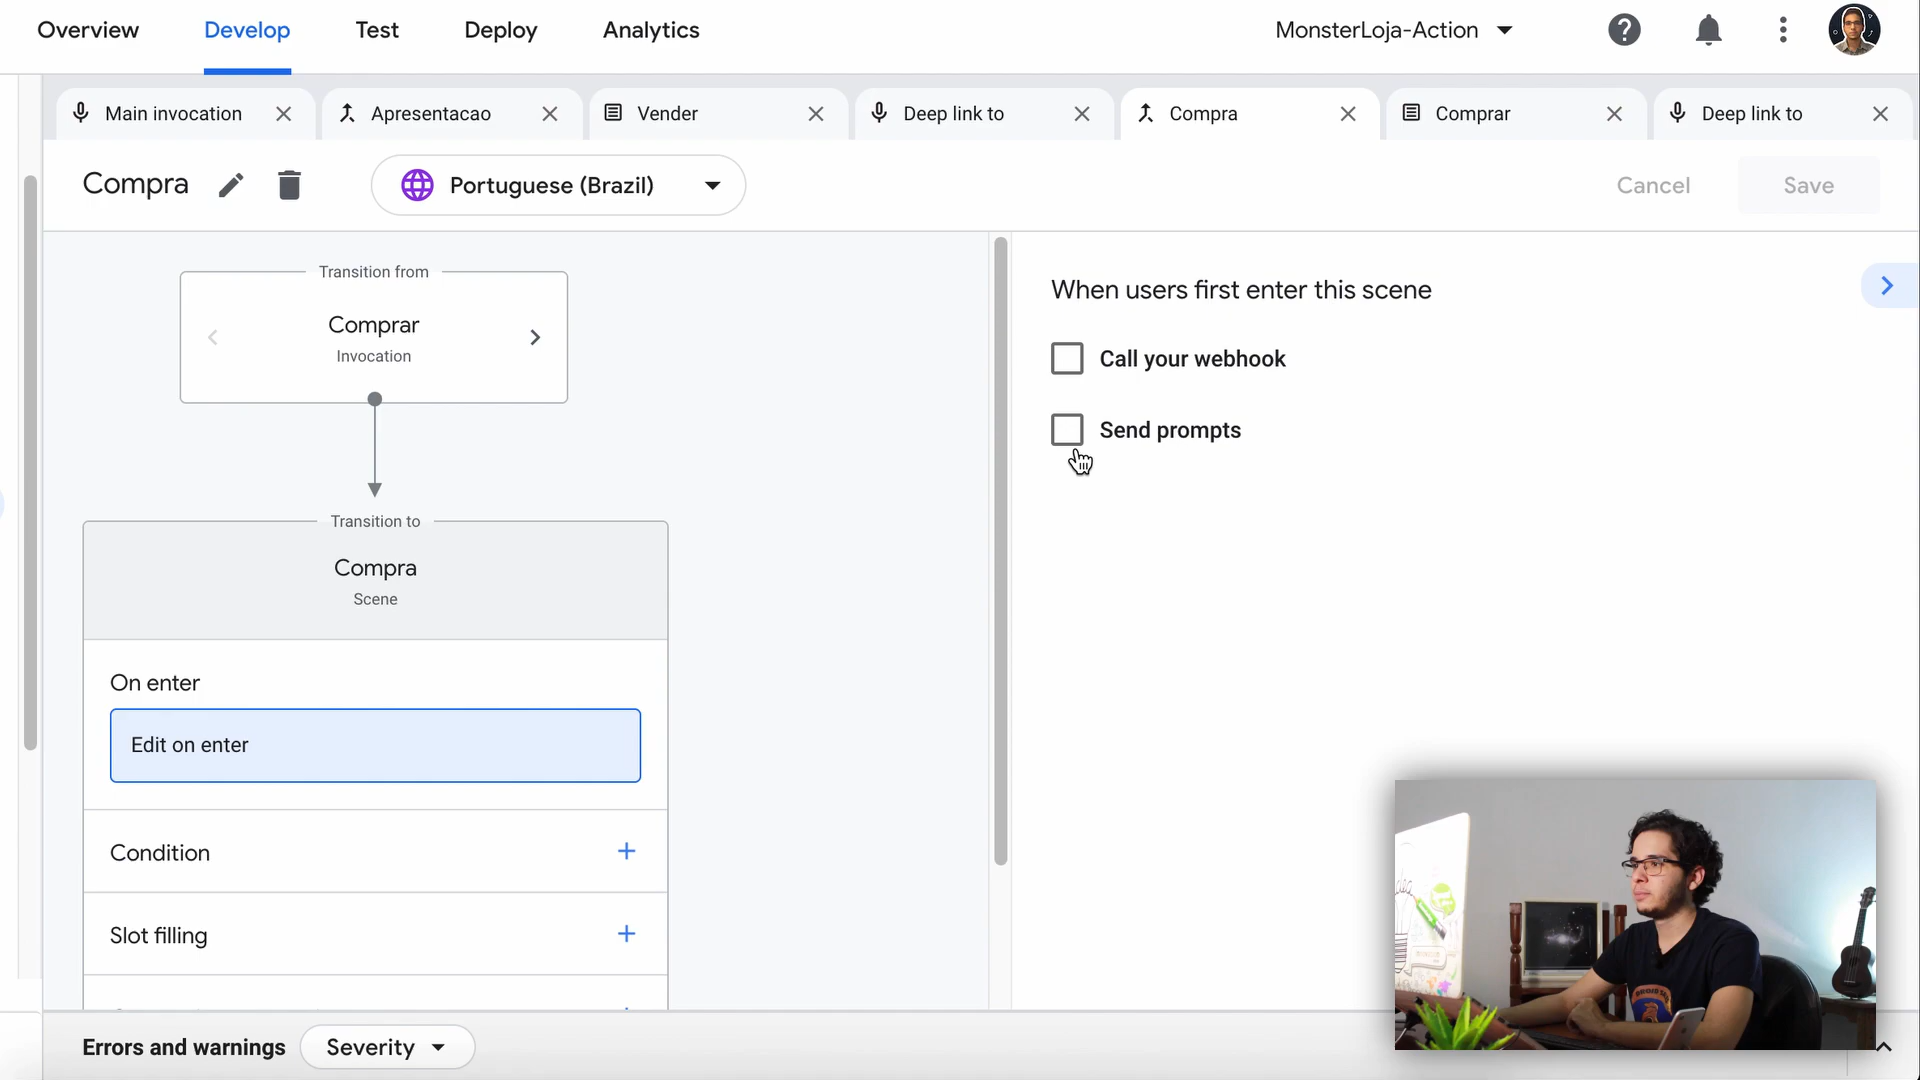 Overview
Develop
Test
Deploy
Analytics
MonsterLoja-Action
Main invocation
Apresentacao
Vender
Deep link to
Compra
Comprar
Deep link to
Compra
Portuguese (Brazil)
Cancel
Save
Transition from
Comprar
Invocation
Transition to
Compra
Scene
On enter
Edit on enter
Condition
Slot filling
When users first enter this scene
Call your webhook
Send prompts
Errors and warnings
Severity